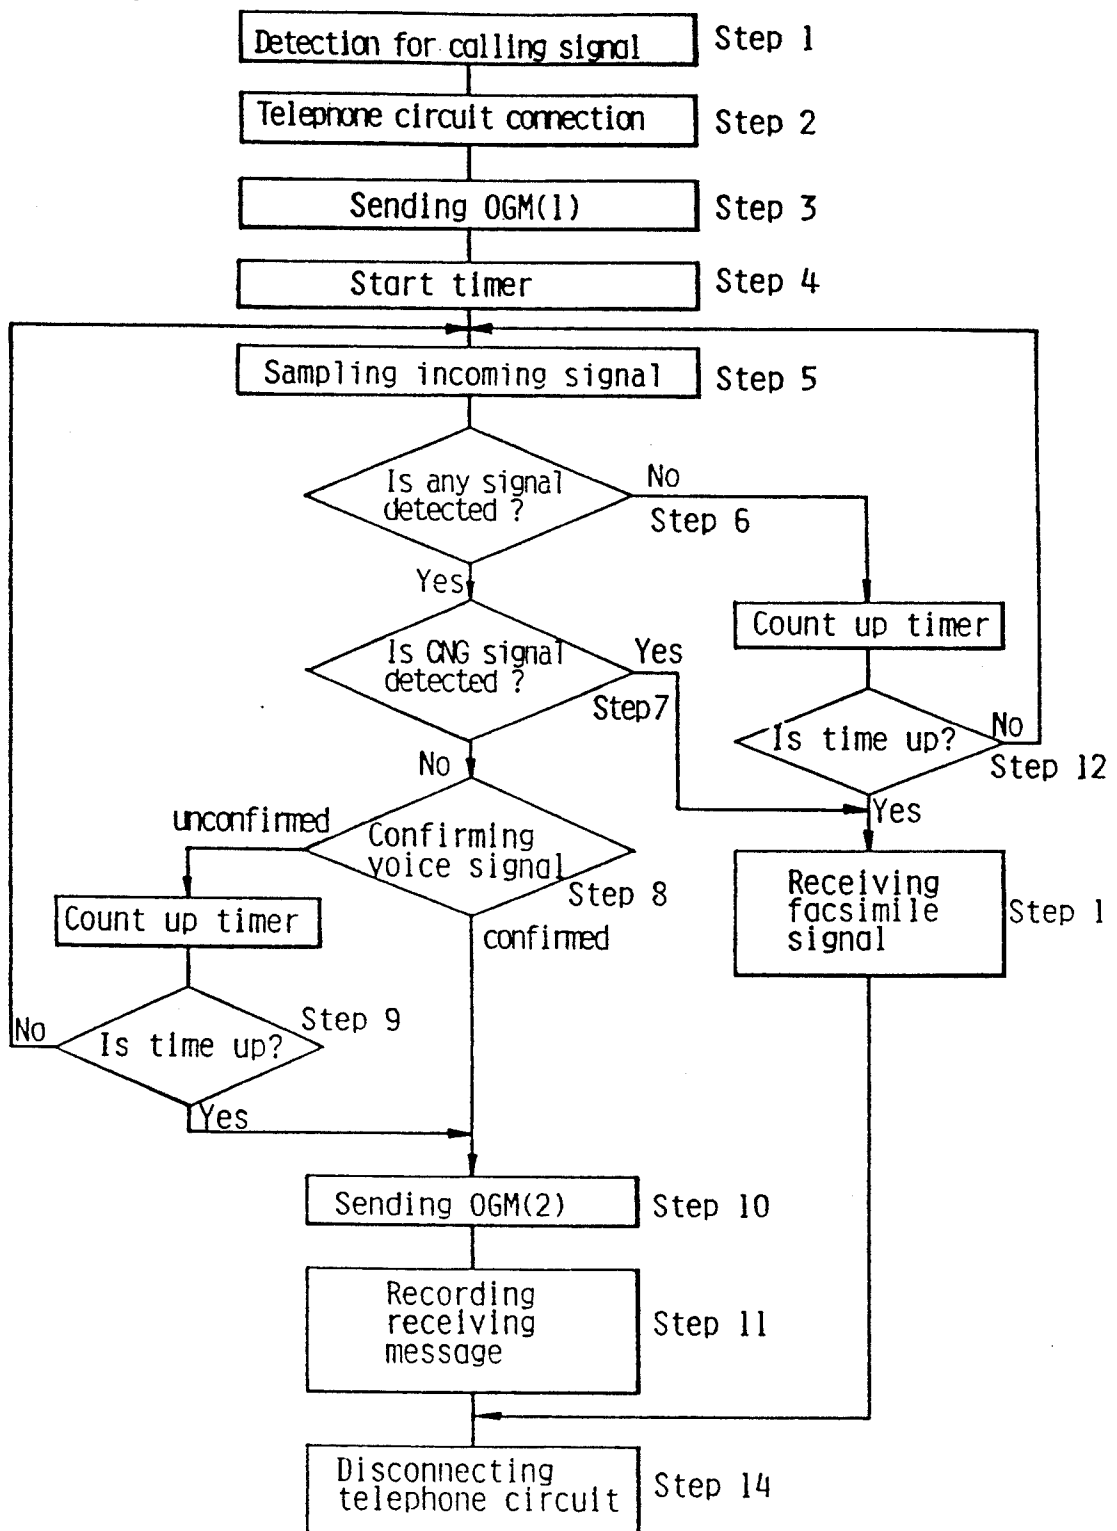 Detection for calling signal
Step 1
Telephone circuit connection
Step 2
Sending OGM(1)
Step 3
Start timer
Step 4
Sampling incoming signal
Step 5
Is any signal
detected ?
No
Step 6
Yes
Count up timer
Is CNG signal
detected ?
Yes
Step7
Is time up?
No
Step 12
No
Yes
unconfirmed
Confirming
voice signal
Step 8
Receiving
facsimile
signal
Step 1
Count up timer
confirmed
Step 9
No
Is time up?
Yes
Sending OGM(2)
Step 10
Recording
receiving
message
Step 11
Disconnecting
telephone circuit
Step 14